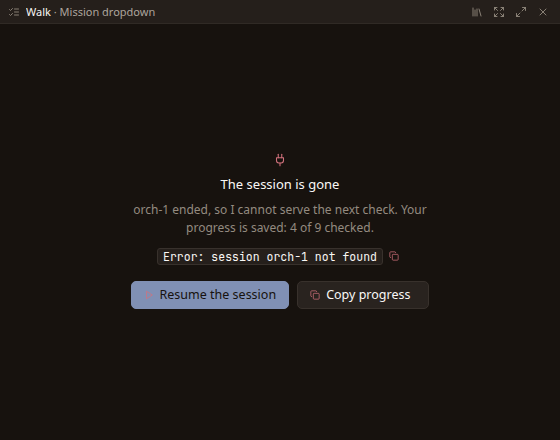 Walk · Mission dropdown
The session is gone
orch-1 ended, so I cannot serve the next check. Your
progress is saved: 4 of 9 checked.
Error: session orch-1 not found
Resume the session
Copy progress